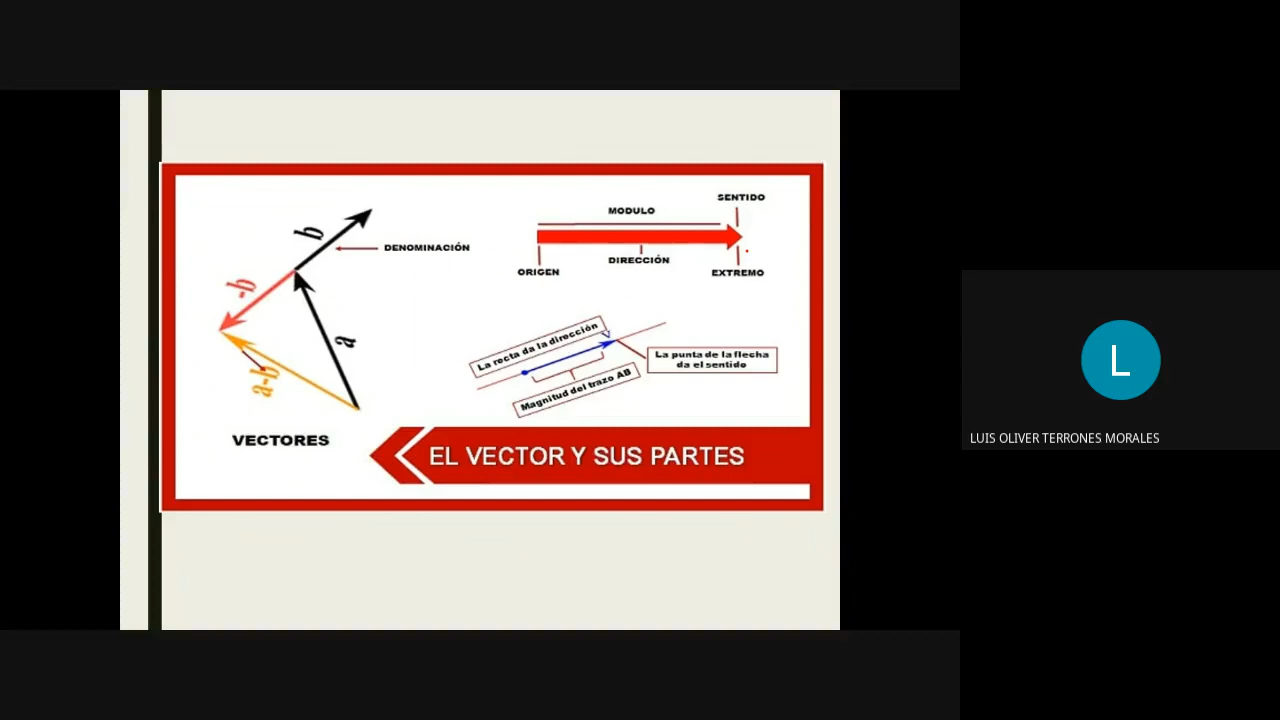 SENTIDO
MODULO
b
DENOMINACIÓN
DIRECCIÓN
ORIGEN
EXTREMO
-b
a
La recta da la dirección
V
La punta de la flecha
da el sentido
a-b
Magnitud del trazo AB
VECTORES
EL VECTOR Y SUS PARTES
L
LUIS OLIVER TERRONES MORALES